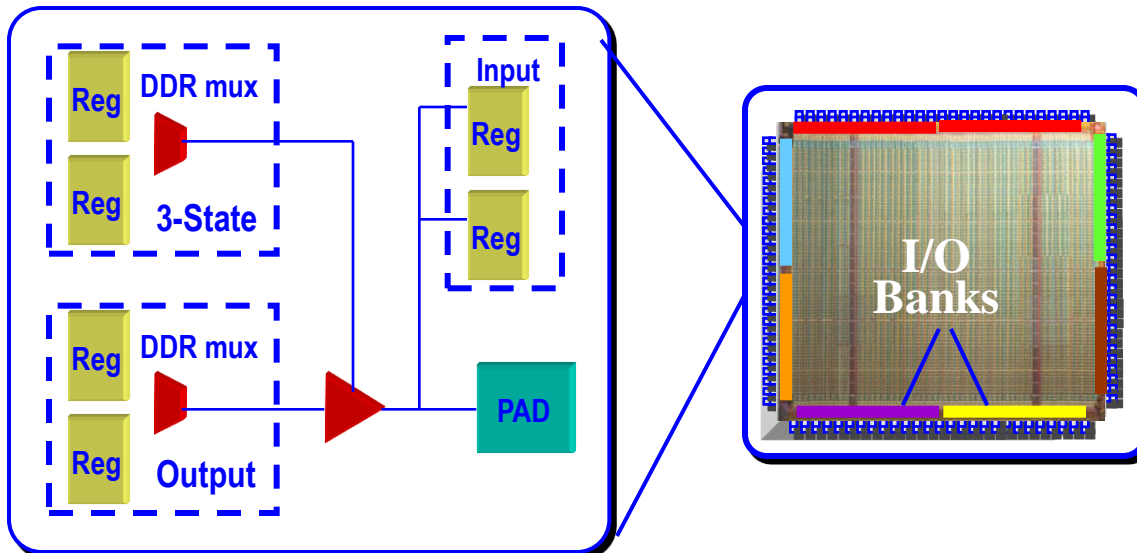 Reg
DDR mux
Reg
3-State
Input
Reg
Reg
Reg
DDR mux
Reg
Output
PAD
I/O
Banks